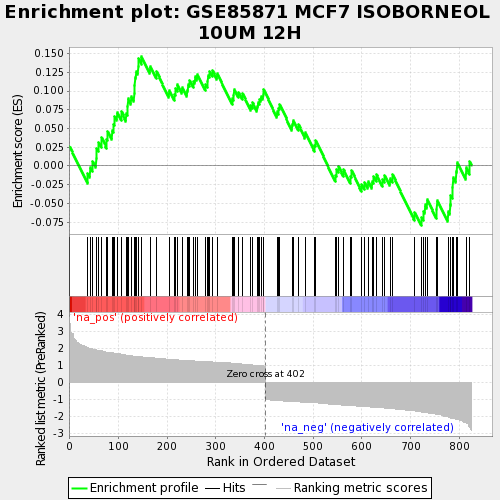 Enrichment plot: GSE85871 MCF7 ISOBORNEOL
10UM 12H
Enrichment score (ES)
0.150
0.125
0.100
0.075
0.050
0.025
0.000
-0.025
-0.050
-0.075
'na_pos' (positively correlated)
Ranked list metric (PreRanked)
4
3
2
1
0
-1
-2
-3
Zero cross at 402
'na_neg' (negatively correlated)
0
100
200
300
400
500
600
700
800
Rank in Ordered Dataset
Enrichment profile
Hits
Ranking metric scores